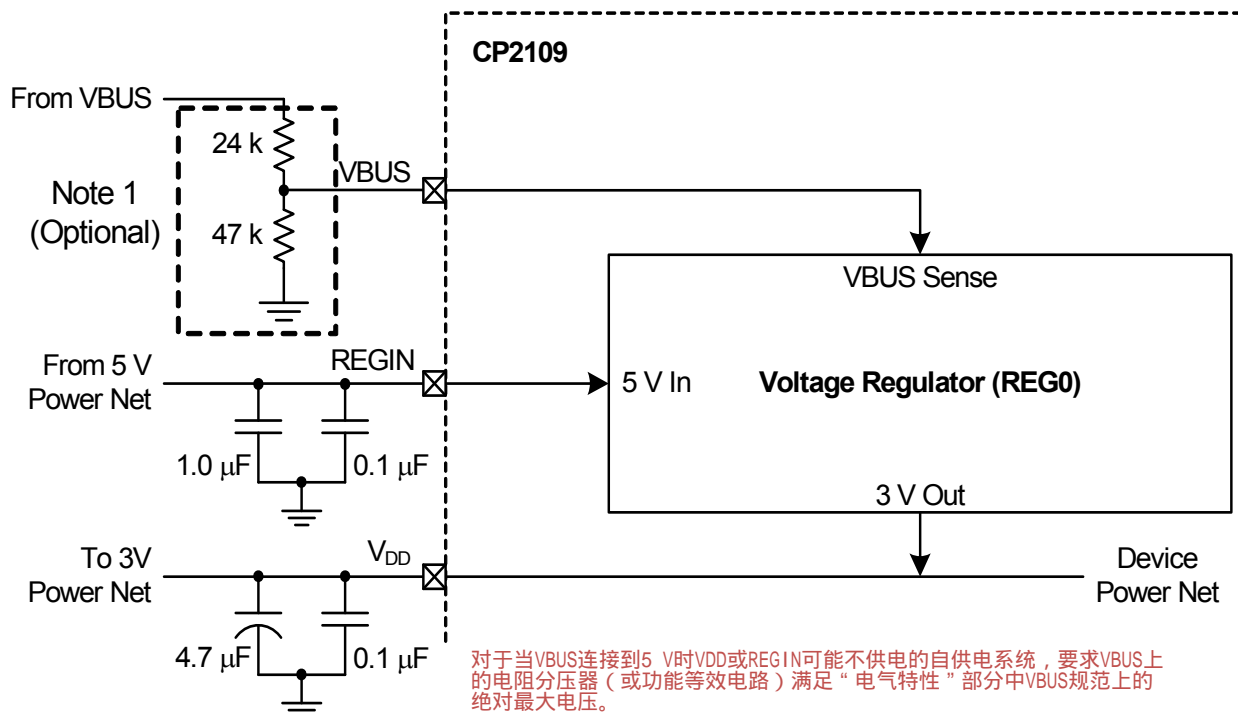 CP2109
From VBUS
24 k
VBUS
Note 1
(Optional)
47 k
VBUS Sense
From 5 V
Power Net
REGIN
5 V In
Voltage Regulator (REG0)
1.0 μF
0.1 μF
3 V Out
To 3V
Power Net
VDD
Device
Power Net
4.7 μF
0.1 μF
对于当VBUS连接到5 V时VDD或REGIN可能不供电的自供电系统，要求VBUS上
的电阻分压器（或功能等效电路）满足“电气特性”部分中VBUS规范上的
绝对最大电压。